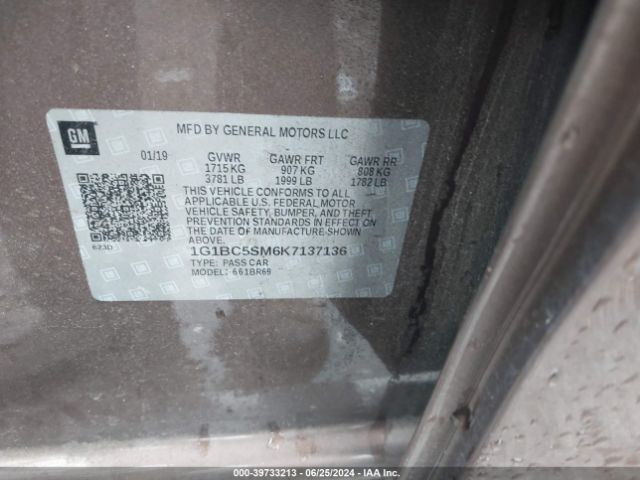 GM
MFD BY GENERAL MOTORS LLC
01/19 GVWR GAWR FRT GAWR RR
1715 KG 907 KG 808 KG
3781 LB 1999 LB 1782 LB
THIS VEHICLE CONFORMS TO ALL
APPLICABLE U.S. FEDERAL MOTOR
VEHICLE SAFETY, BUMPER, AND THEFT
PREVENTION STANDARDS IN EFFECT ON
THE DATE OF MANUFACTURE SHOWN ABOVE.
1G1BC5SM6K7137136
TYPE: PASS CAR
MODEL: 661BR69
000-39733213 - 06/25/2024 - IAA Inc.